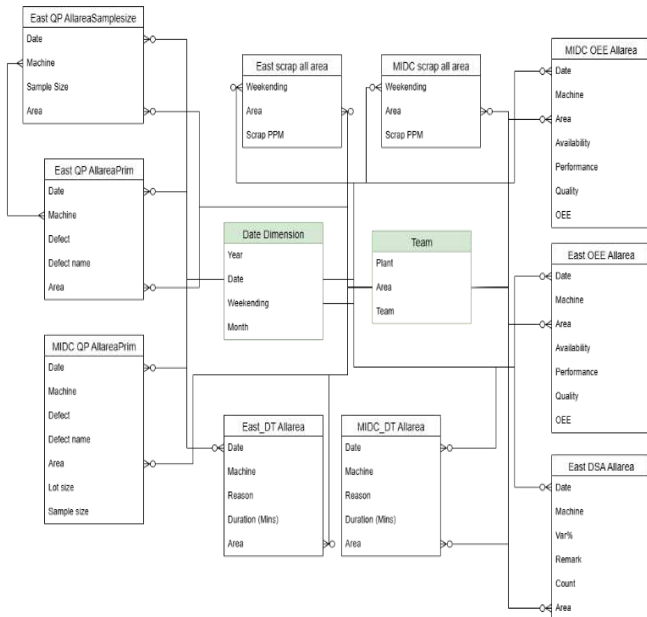 East QP AllareaSamplesize
Date
Machine
Sample Size
Area
East scrap all area
Weekending
Area
Scrap PPM
MIDC scrap all area
Weekending
Area
Scrap PPM
MIDC OEE Allarea
Date
Machine
Area
Availability
Performance
Quality
OEE
East QP AllareaPrim
Date
Machine
Defect
Defect name
Area
Date Dimension
Year
Date
Weekending
Month
Team
Plant
Area
Team
East OEE Allarea
Date
Machine
Area
Availability
Performance
Quality
OEE
MIDC QP AllareaPrim
Date
Machine
Defect
Defect name
Area
Lot size
Sample size
East_DT Allarea
Date
Machine
Reason
Duration (Mins)
Area
MIDC_DT Allarea
Date
Machine
Reason
Duration (Mins)
Area
East DSA Allarea
Date
Machine
Var%
Remark
Count
Area